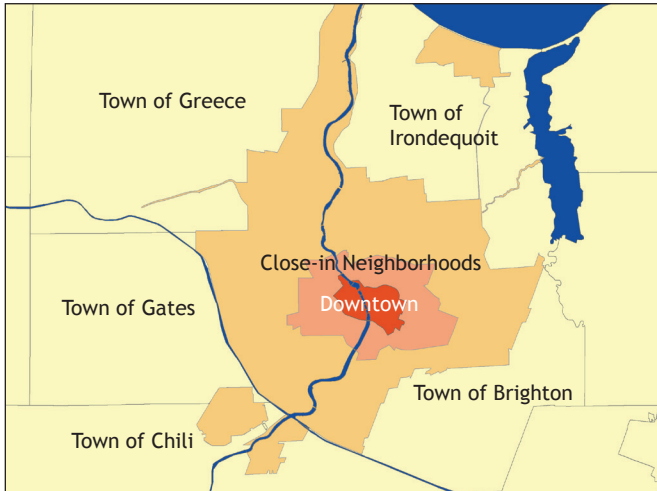 Town of Greece
Town of
Irondequoit
Close-in Neighborhoods
Town of Gates
Downtown
Town of Brighton
Town of Chili